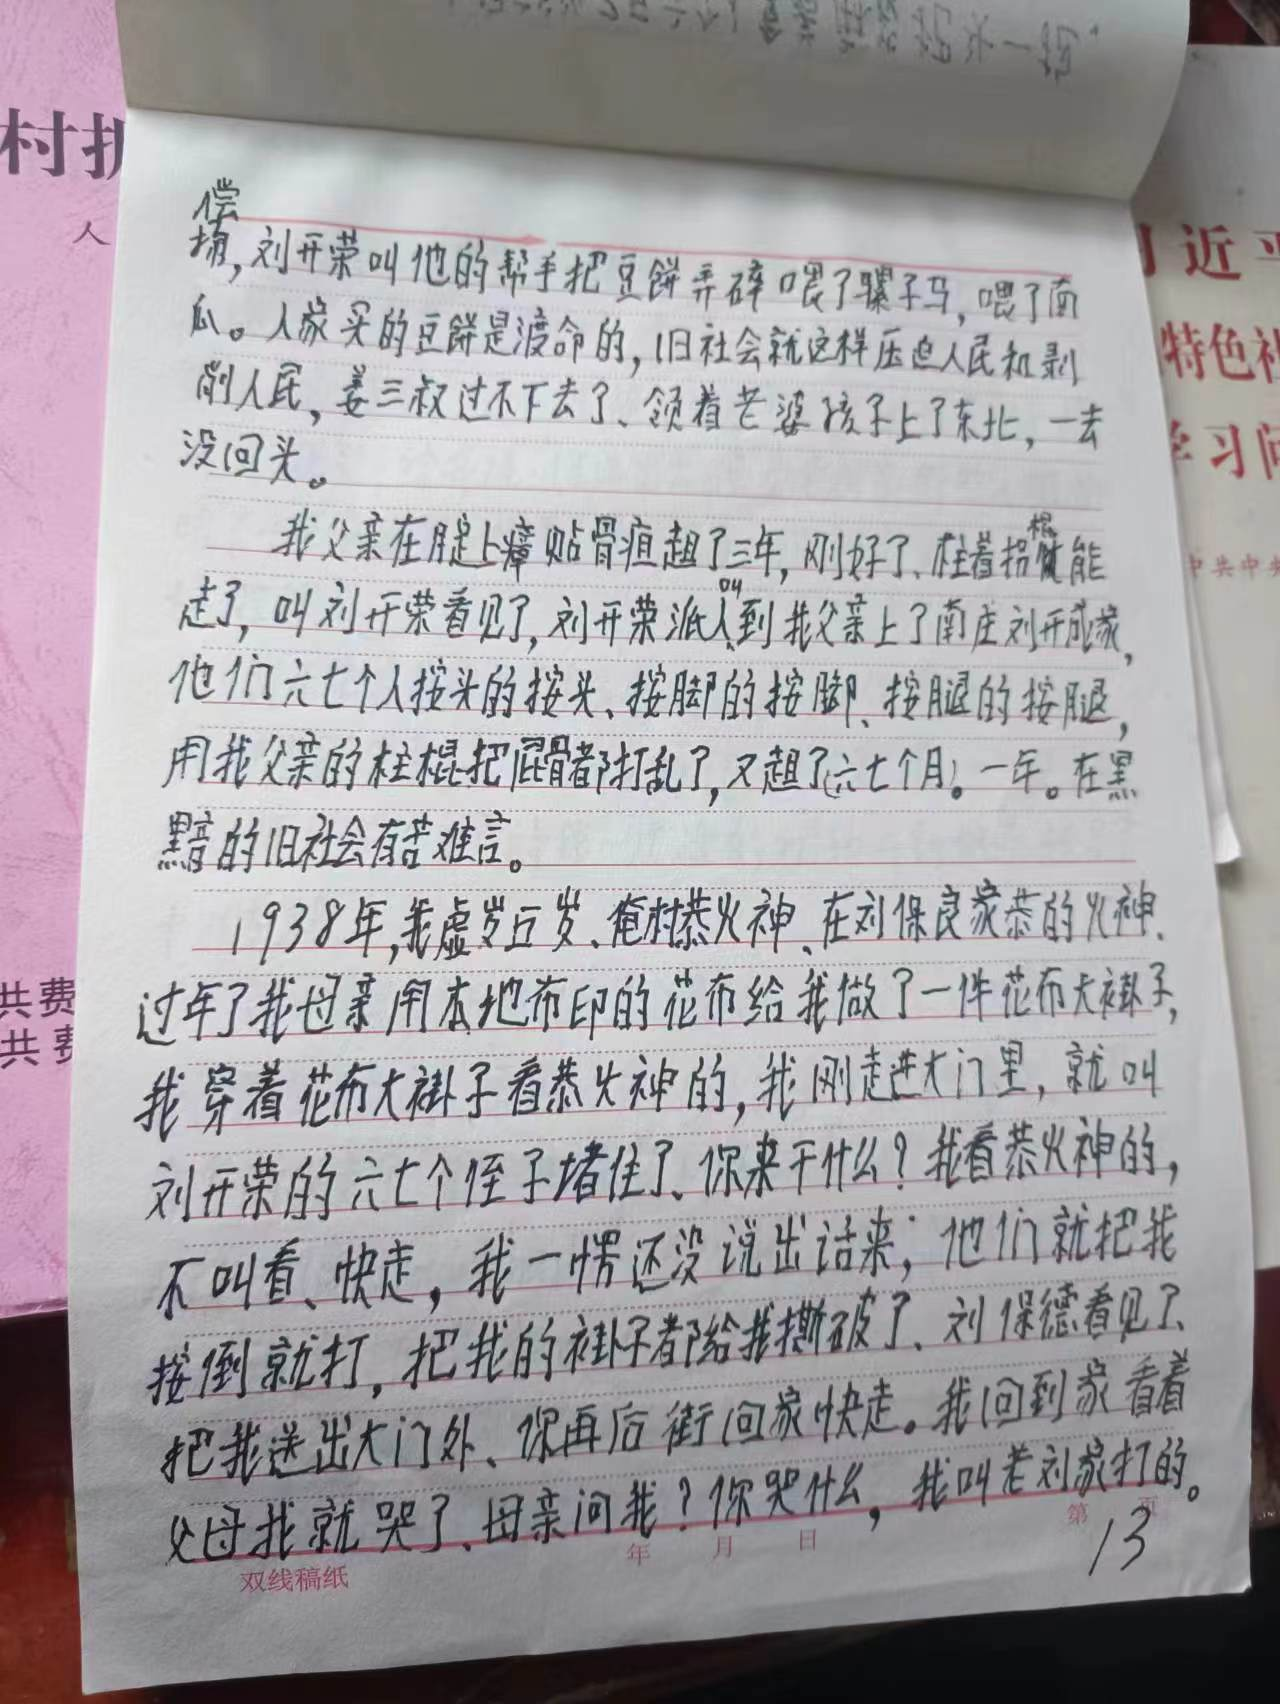 村
人
偿
刘开荣叫他的帮手把豆餅弄碎喂了骡子马，喂了南
瓜。人家买的豆餅是渡命的，旧社会就这样压迫人民和剥
削人民，姜三叔过不下去了、领着老婆孩子上了东北，一去
没回头。
我父亲在腚上瘴贴骨疽趄了三年，刚好了、柱着拐棍能
走了，叫刘开荣看见了，刘开荣派人叫到我父亲上了南庄刘开成家，
他们六七个人按头的按头、按脚的按脚、按腿的按腿，
用我父亲的柱棍把屁骨都打乱了，又趄了六七个月。一年。在黑
黑暗的旧社会有苦难言。
1938年，我虚岁五岁、俺村恭火神、在刘保良家恭的火神、
过年了我母亲用本地布印的花布给我做了一件花布大褂子，
我穿着花布大褂子看恭火神的，我刚走进大门里，就叫
刘开荣的六七个侄子堵住了、你来干什么？我看恭火神的，
不叫看、快走，我一愣还没说出话来；他们就把我
按倒就打，把我的褂子都给我撕破了、刘保德看见了、
把我送出大门外、你再后街回家快走。我回到家看着
父母我就哭了、母亲问我？你哭什么，我叫老刘家打的。
双线稿纸 年 月 日 第 页
13
共费
共费
习近平
特色社
学习问
中共中央